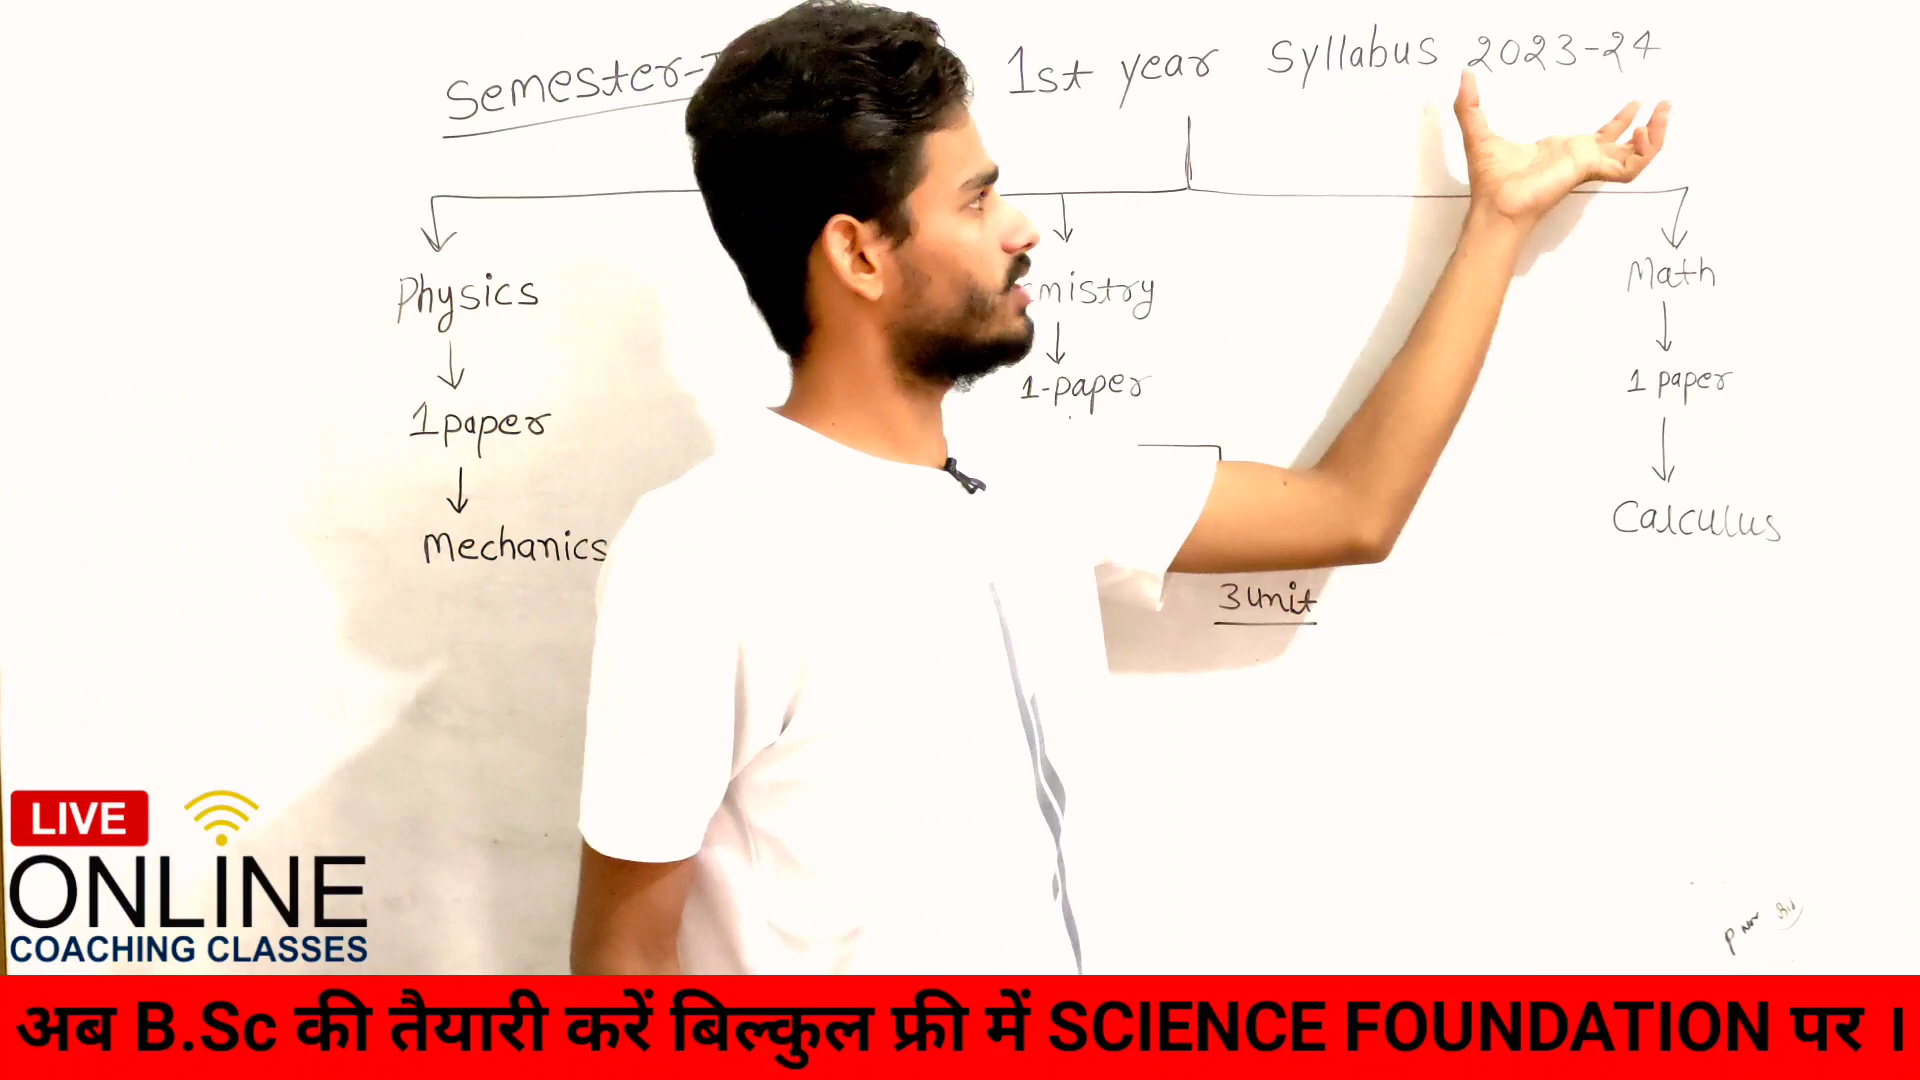 Semester-
1st year Syllabus 2023-24
Physics
mistry
Math
1 paper
1-paper
1 paper
Mechanics
Calculus
3 unit
LIVE
ONLINE
COACHING CLASSES
अब B.Sc की तैयारी करें बिल्कुल फ्री में SCIENCE FOUNDATION पर ।